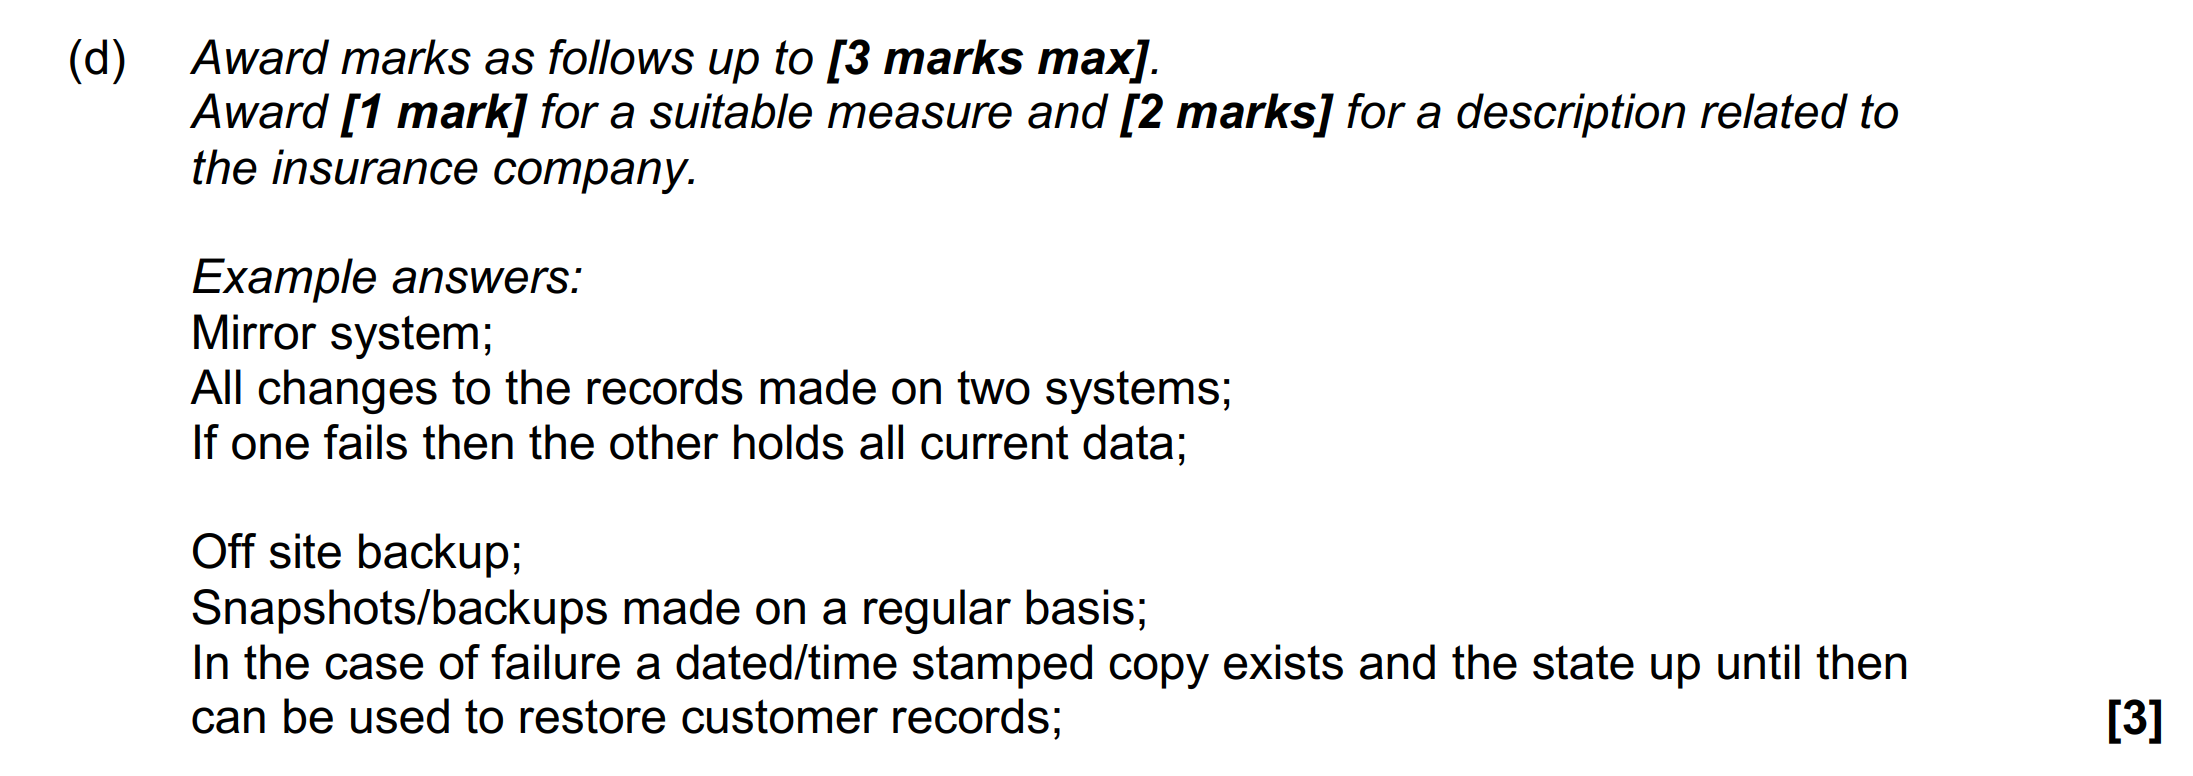 (d) Award marks as follows up to [3 marks max].
Award [1 mark] for a suitable measure and [2 marks] for a description related to
the insurance company.
Example answers:
Mirror system;
All changes to the records made on two systems;
If one fails then the other holds all current data;
Off site backup;
Snapshots/backups made on a regular basis;
In the case of failure a dated/time stamped copy exists and the state up until then
can be used to restore customer records; [3]